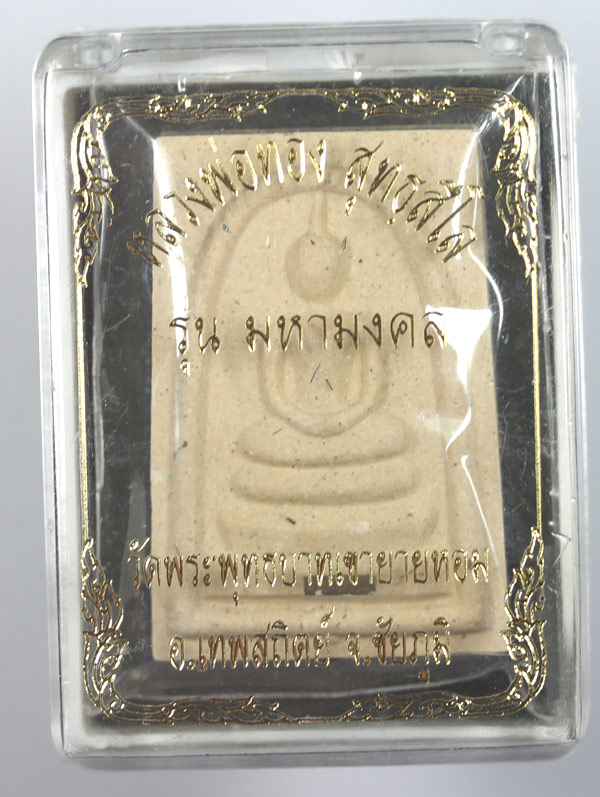 หลวงพ่อทอง สุทฺธสีโล
รุ่น มหามงคล
วัดพระพุทธบาทเขายายหอม
อ.เทพสถิตย์ จ.ชัยภูมิ